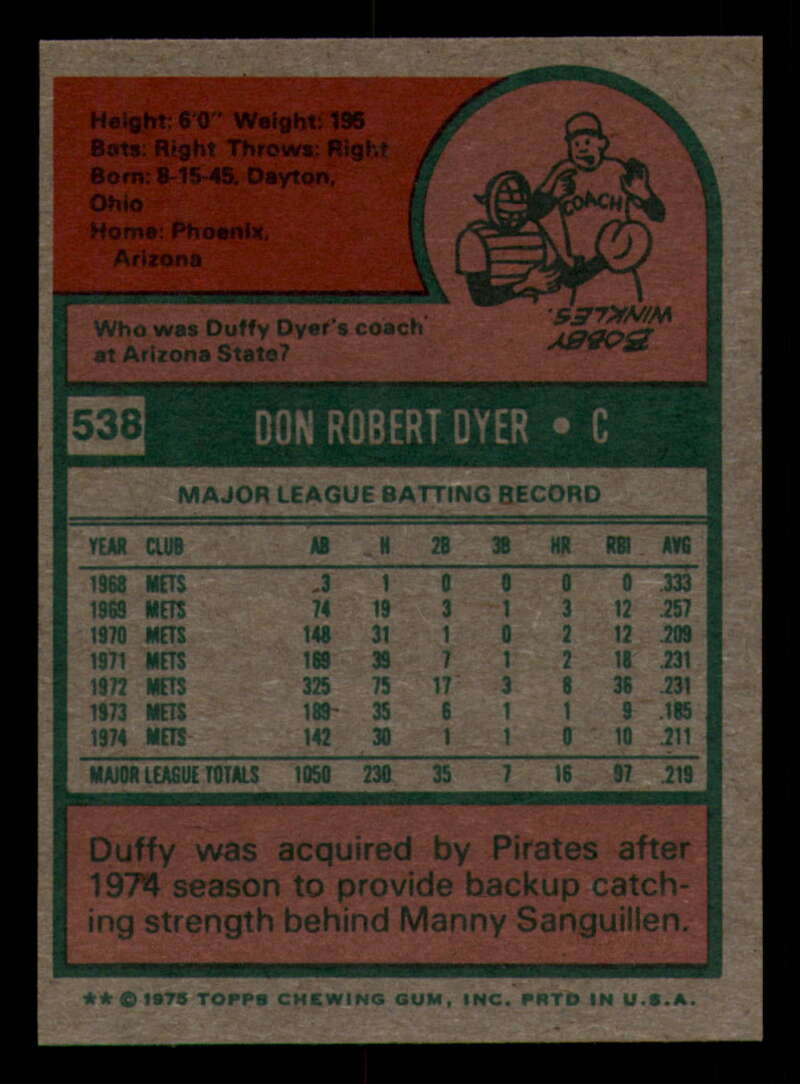 Height: 6'0" Weight: 195
Bats: Right Throws: Right
Born: 8-15-45, Dayton,
Ohio
Home: Phoenix,
Arizona
COACH
BOBBY
WINKLES.
Who was Duffy Dyer's coach
at Arizona State?
538 DON ROBERT DYER • C
MAJOR LEAGUE BATTING RECORD
YEAR CLUB AB H 2B 3B HR RBI AVG
1968 METS 3 1 0 0 0 0 .333
1969 METS 74 19 3 1 3 12 .257
1970 METS 148 31 1 0 2 12 .209
1971 METS 169 39 7 1 2 18 .231
1972 METS 325 75 17 3 8 36 .231
1973 METS 189 35 6 1 1 9 .185
1974 METS 142 30 1 1 0 10 .211
MAJOR LEAGUE TOTALS 1050 230 35 7 16 97 .219
Duffy was acquired by Pirates after
1974 season to provide backup catch-
ing strength behind Manny Sanguillen.
** © 1975 TOPPS CHEWING GUM, INC. PRTD IN U.S.A.